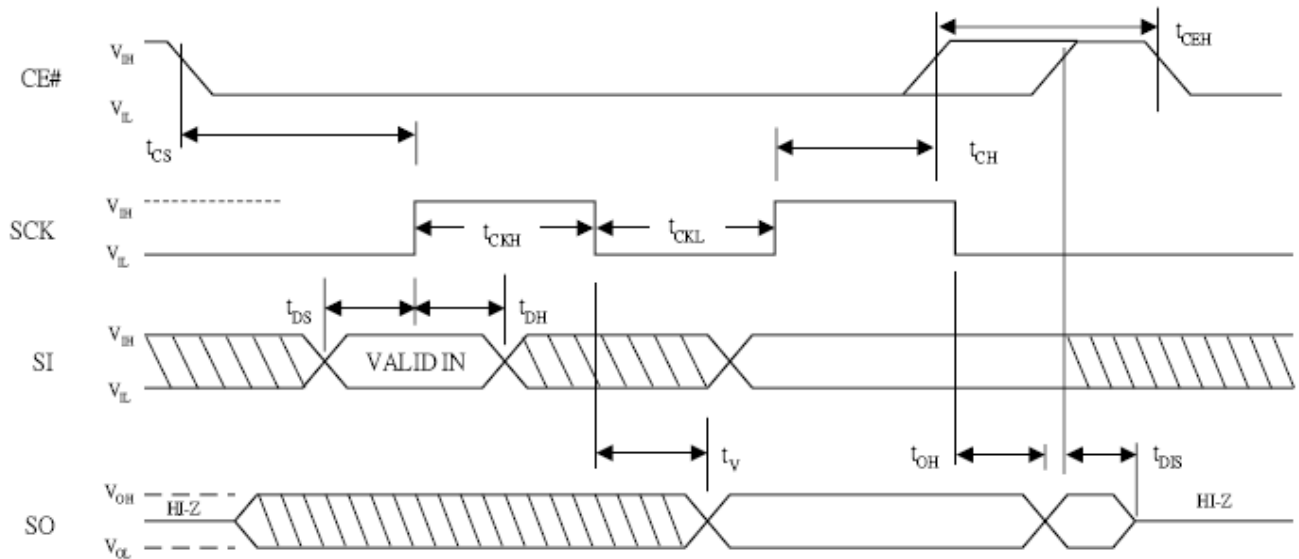 V_IH
CE#
V_IL
t_CEH
t_CS
t_CH
V_IH
SCK
V_IL
t_CKH
t_CKL
t_DS
t_DH
V_IH
SI
V_IL
VALID IN
t_V
t_OH
t_DIS
V_OH
HI-Z
SO
V_OL
HI-Z